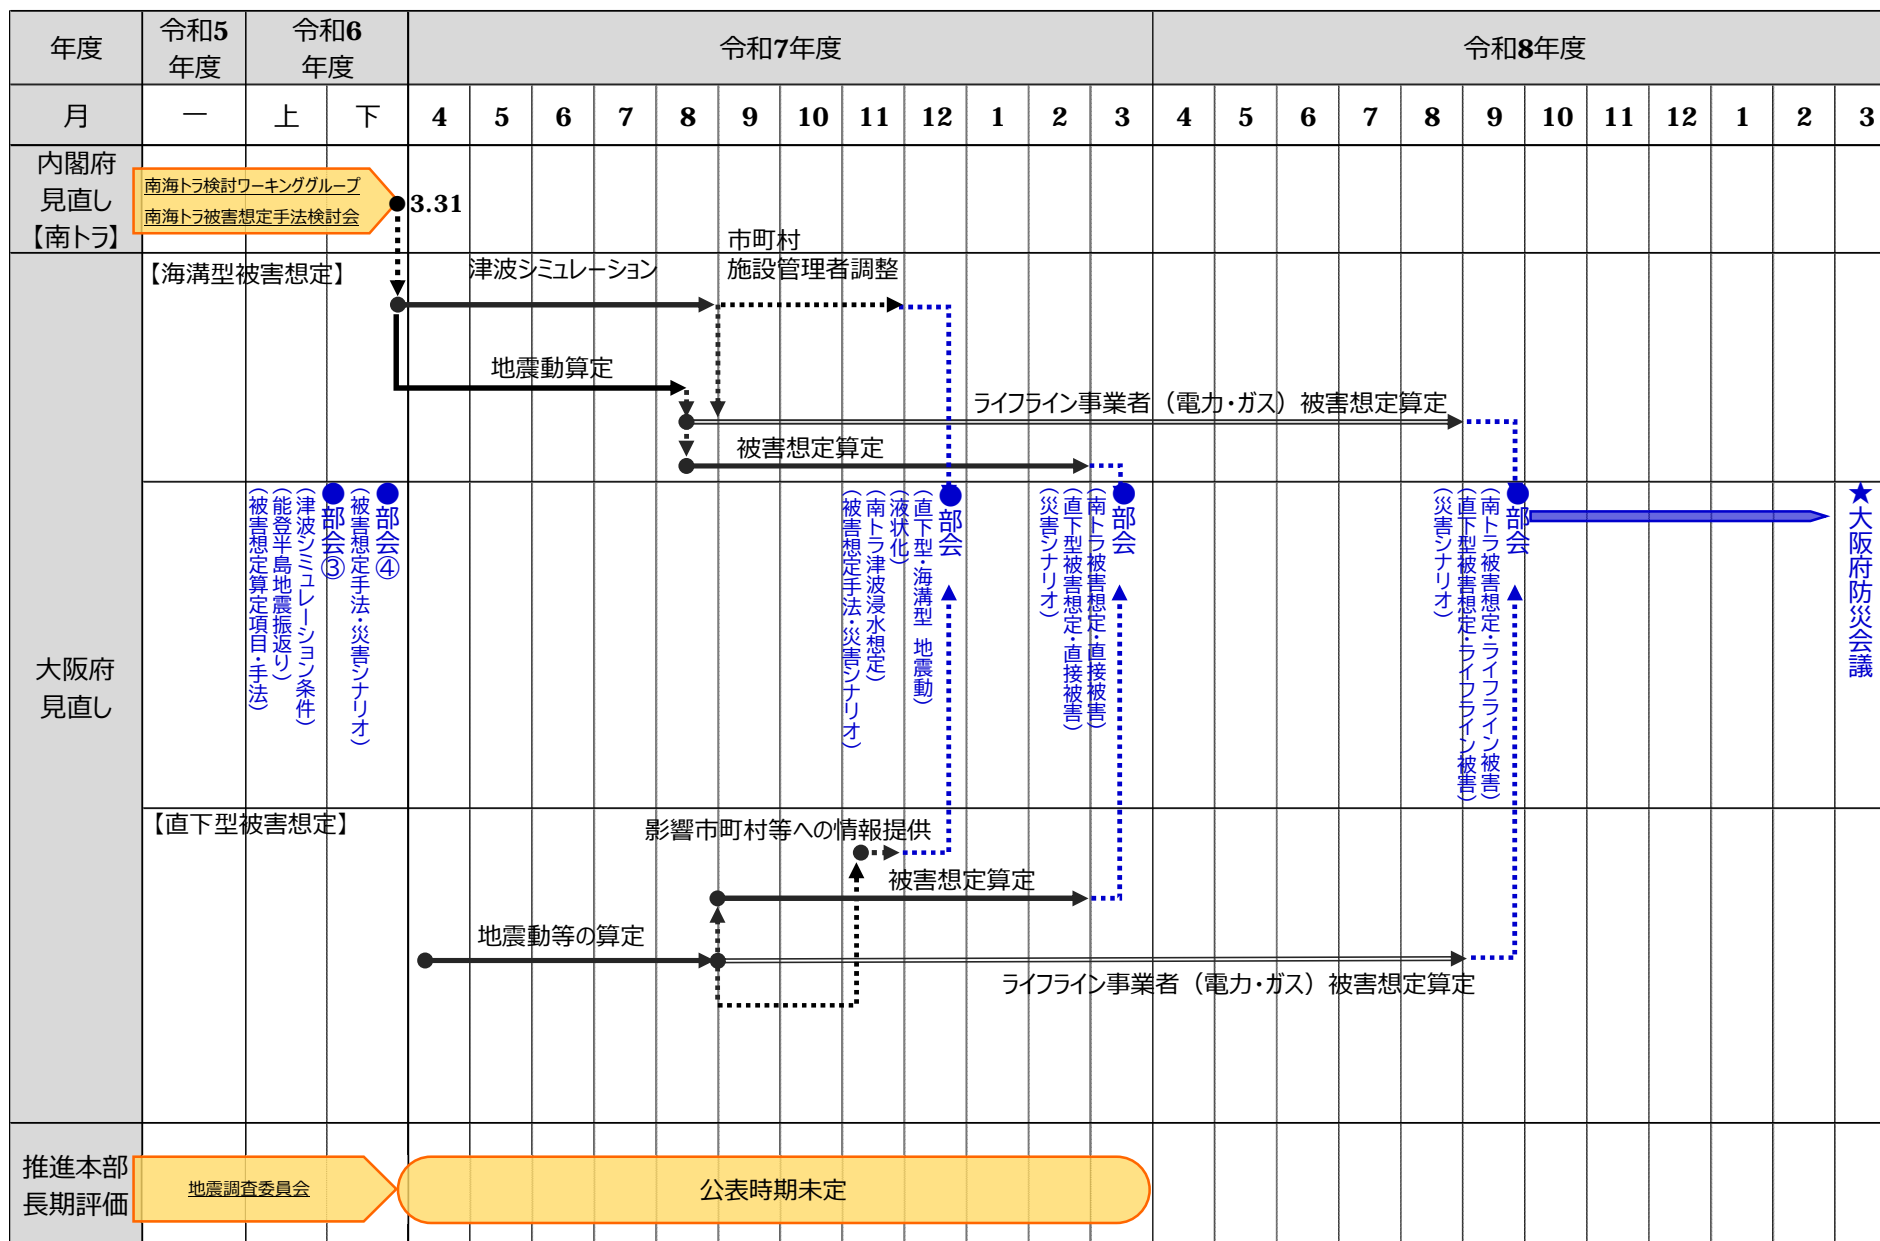 年度
令和5
年度
令和6
年度
令和7年度
令和8年度
月
―
上
下
4
5
6
7
8
9
10
11
12
1
2
3
4
5
6
7
8
9
10
11
12
1
2
3
内閣府
見直し
【南トラ】
南海トラ検討ワーキンググループ
南海トラ被害想定手法検討会
3.31
大阪府
見直し
【海溝型被害想定】
津波シミュレーション
市町村
施設管理者調整
地震動算定
ライフライン事業者（電力・ガス）被害想定算定
被害想定算定
●部会③
（津波シミュレーション条件）
（能登半島地震振返り）
（被害想定算定項目・手法）
●部会④
（被害想定手法・災害シナリオ）
●部会
（直下型・海溝型 地震動）
（液状化）
（南トラ津波浸水想定）
（被害想定手法・災害シナリオ）
●部会
（南トラ被害想定・直接被害）
（直下型被害想定・直接被害）
（災害シナリオ）
●部会
（南トラ被害想定・ライフライン被害）
（直下型被害想定・ライフライン被害）
（災害シナリオ）
★大阪府防災会議
【直下型被害想定】
影響市町村等への情報提供
被害想定算定
地震動等の算定
ライフライン事業者（電力・ガス）被害想定算定
推進本部
長期評価
地震調査委員会
公表時期未定